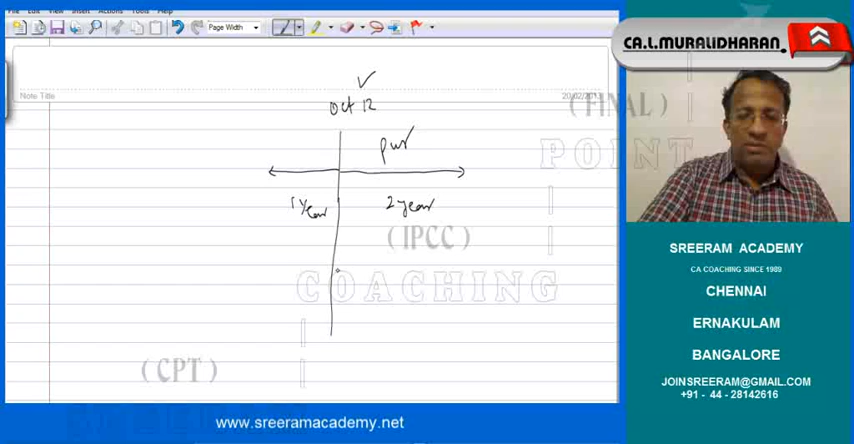 File Edit View Insert Actions Tools Help
Page Width
CA.L.MURALIDHARAN.
Note Title
20/02/2013
Oct 12
(FINAL)
pur
POINT
1 year
2 year
(IPCC)
COACHING
(CPT)
SREERAM ACADEMY
CA COACHING SINCE 1989
CHENNAI
ERNAKULAM
BANGALORE
JOINSREERAM@GMAIL.COM
+91 - 44 - 28142616
www.sreeramacademy.net